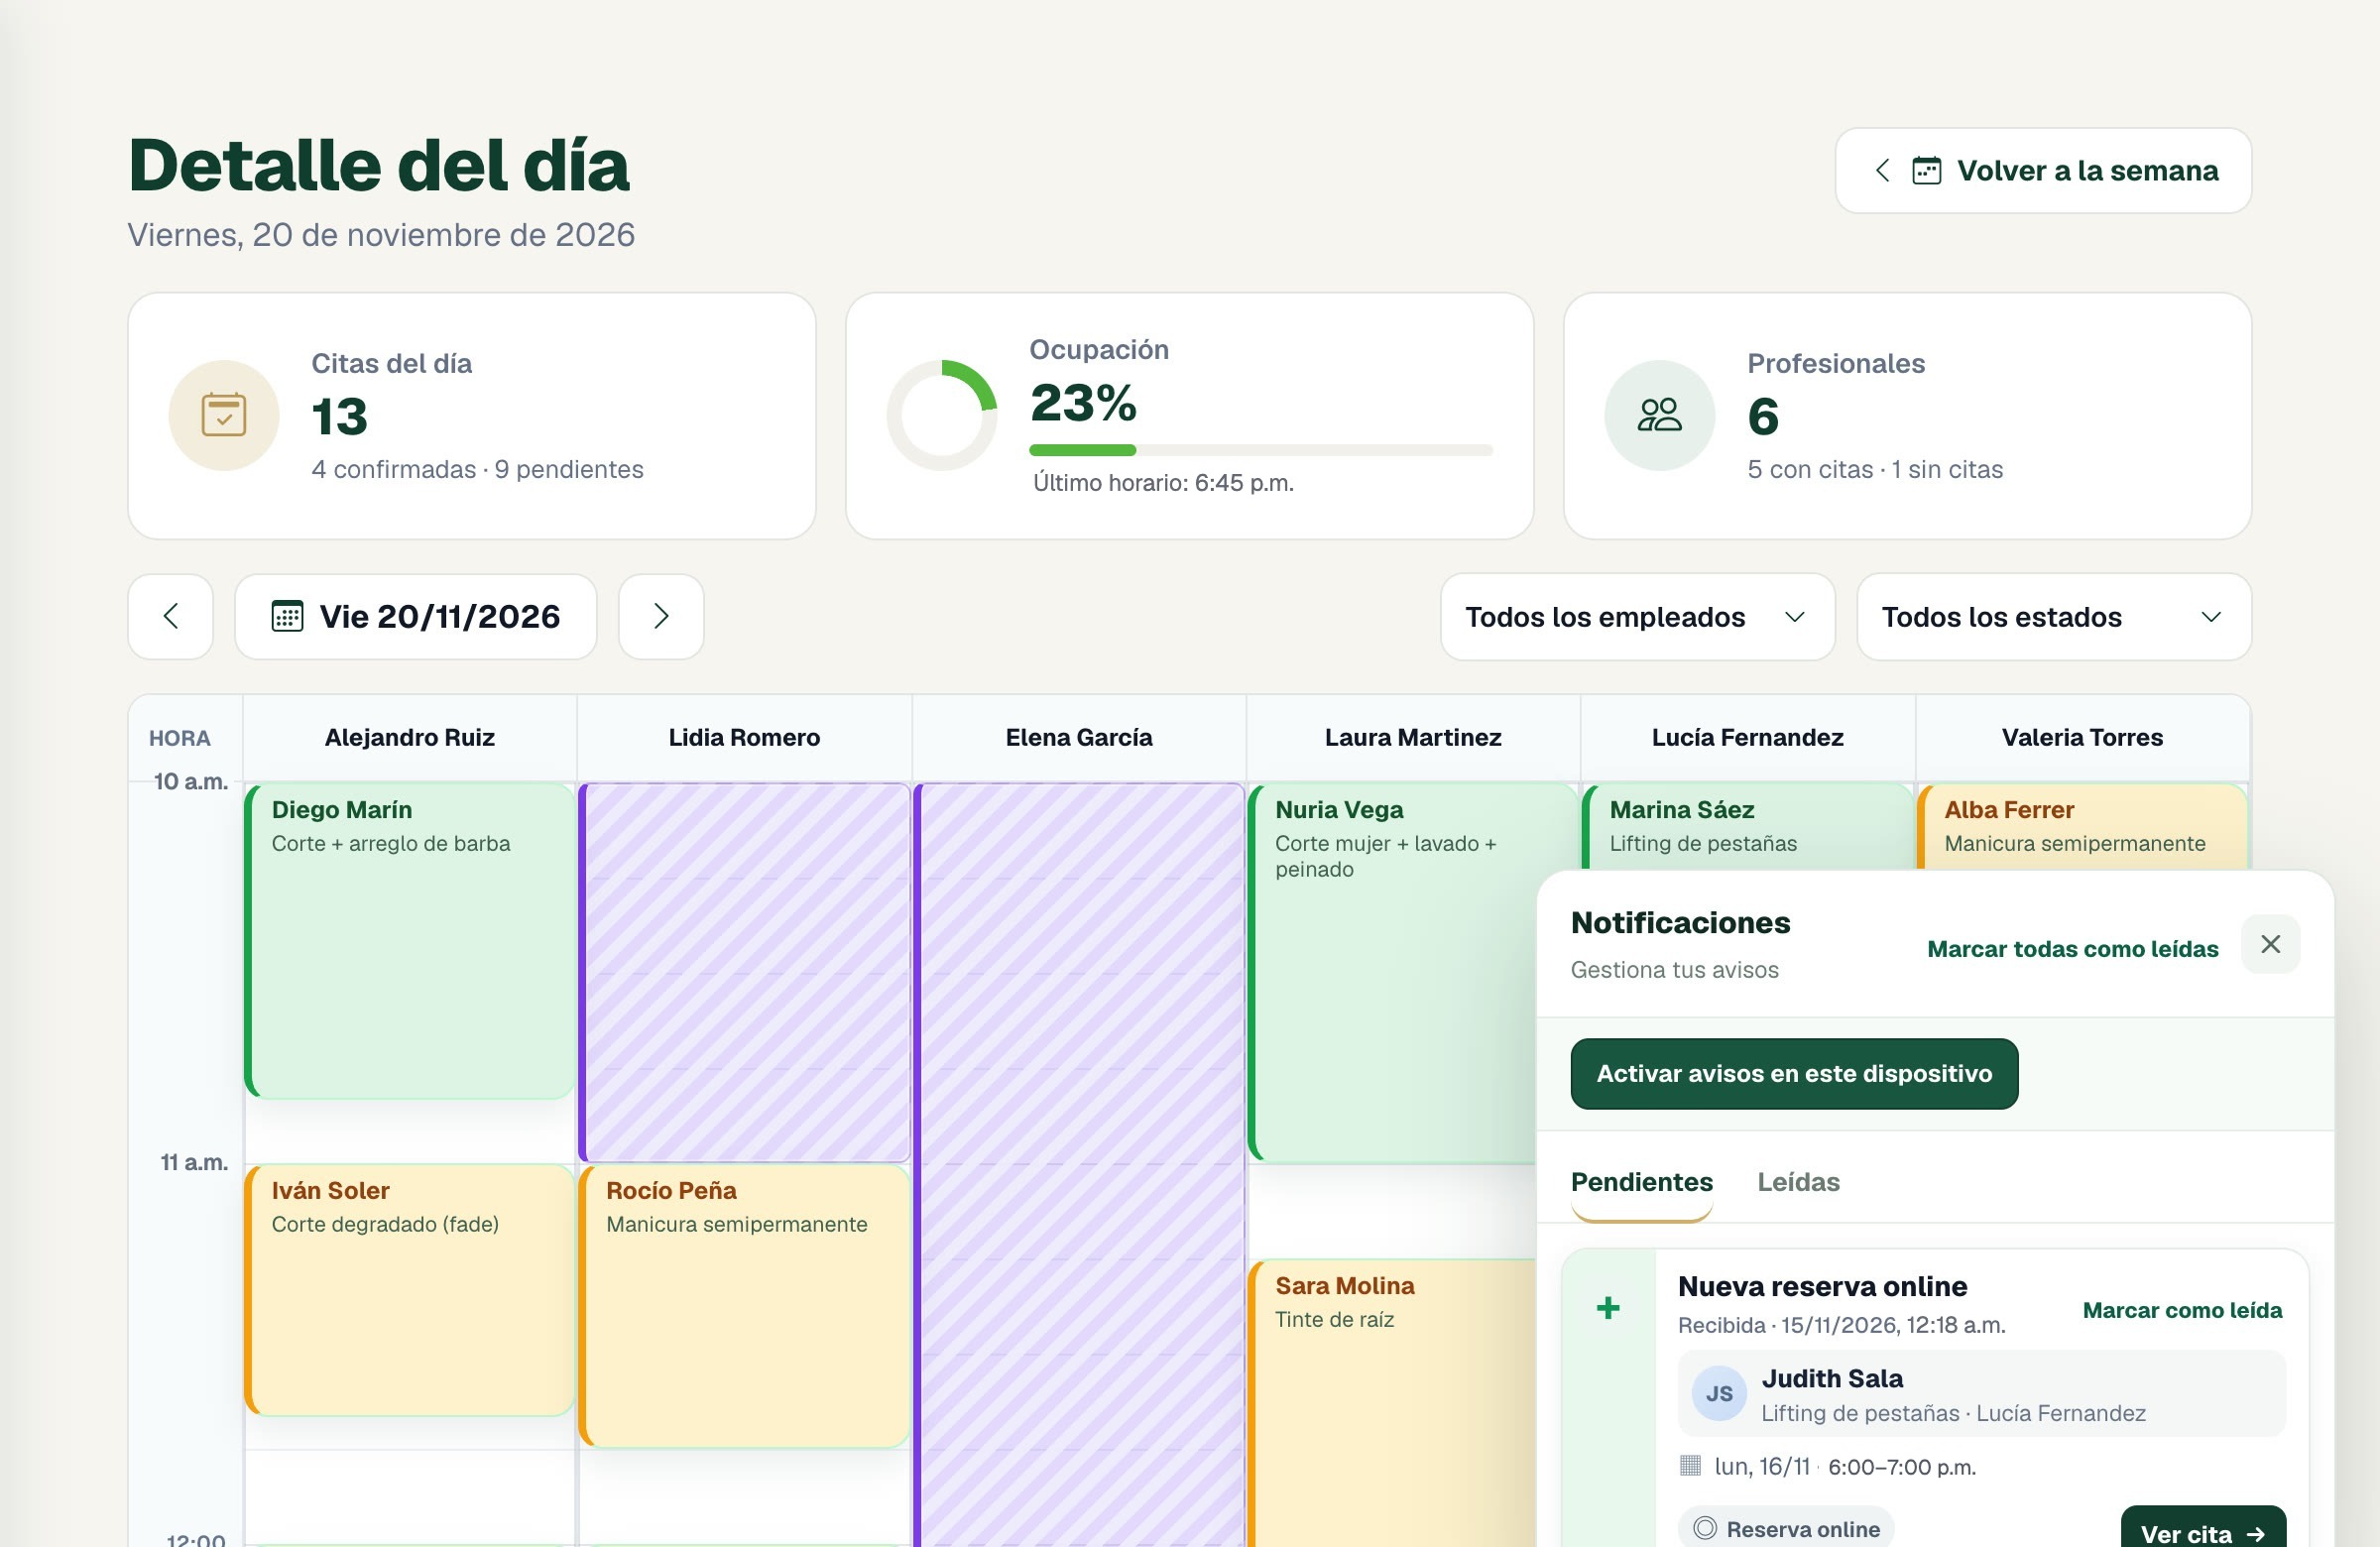 Detalle del día
Viernes, 20 de noviembre de 2026
Volver a la semana
Citas del día
13
4 confirmadas · 9 pendientes
Ocupación
23%
Último horario: 6:45 p.m.
Profesionales
6
5 con citas · 1 sin citas
Vie 20/11/2026
Todos los empleados
Todos los estados
HORA
Alejandro Ruiz
Lidia Romero
Elena García
Laura Martinez
Lucía Fernandez
Valeria Torres
10 a.m.
Diego Marín
Corte + arreglo de barba
Nuria Vega
Corte mujer + lavado +
peinado
Marina Sáez
Lifting de pestañas
Alba Ferrer
Manicura semipermanente
11 a.m.
Iván Soler
Corte degradado (fade)
Rocío Peña
Manicura semipermanente
Sara Molina
Tinte de raíz
12:00
Notificaciones
Gestiona tus avisos
Marcar todas como leídas
Activar avisos en este dispositivo
Pendientes
Leídas
Nueva reserva online
Recibida · 15/11/2026, 12:18 a.m.
Marcar como leída
JS
Judith Sala
Lifting de pestañas · Lucía Fernandez
lun, 16/11 · 6:00–7:00 p.m.
Reserva online
Ver cita →